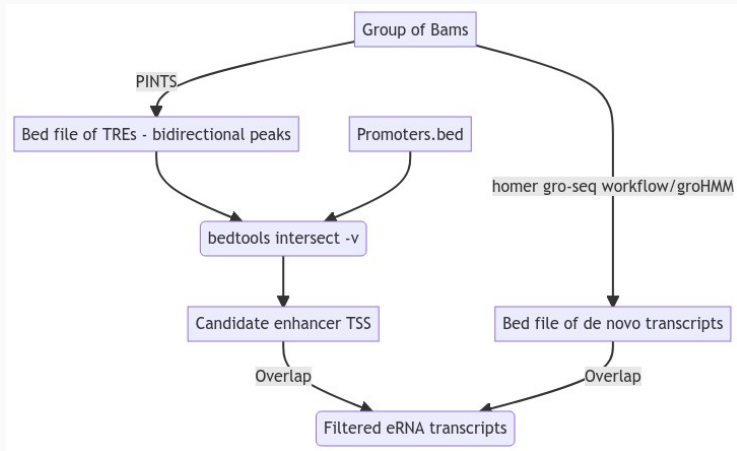 Group of Bams
PINTS
Bed file of TREs - bidirectional peaks
Promoters.bed
homer gro-seq workflow/groHMM
bedtools intersect -v
Candidate enhancer TSS
Bed file of de novo transcripts
Overlap
Overlap
Filtered eRNA transcripts